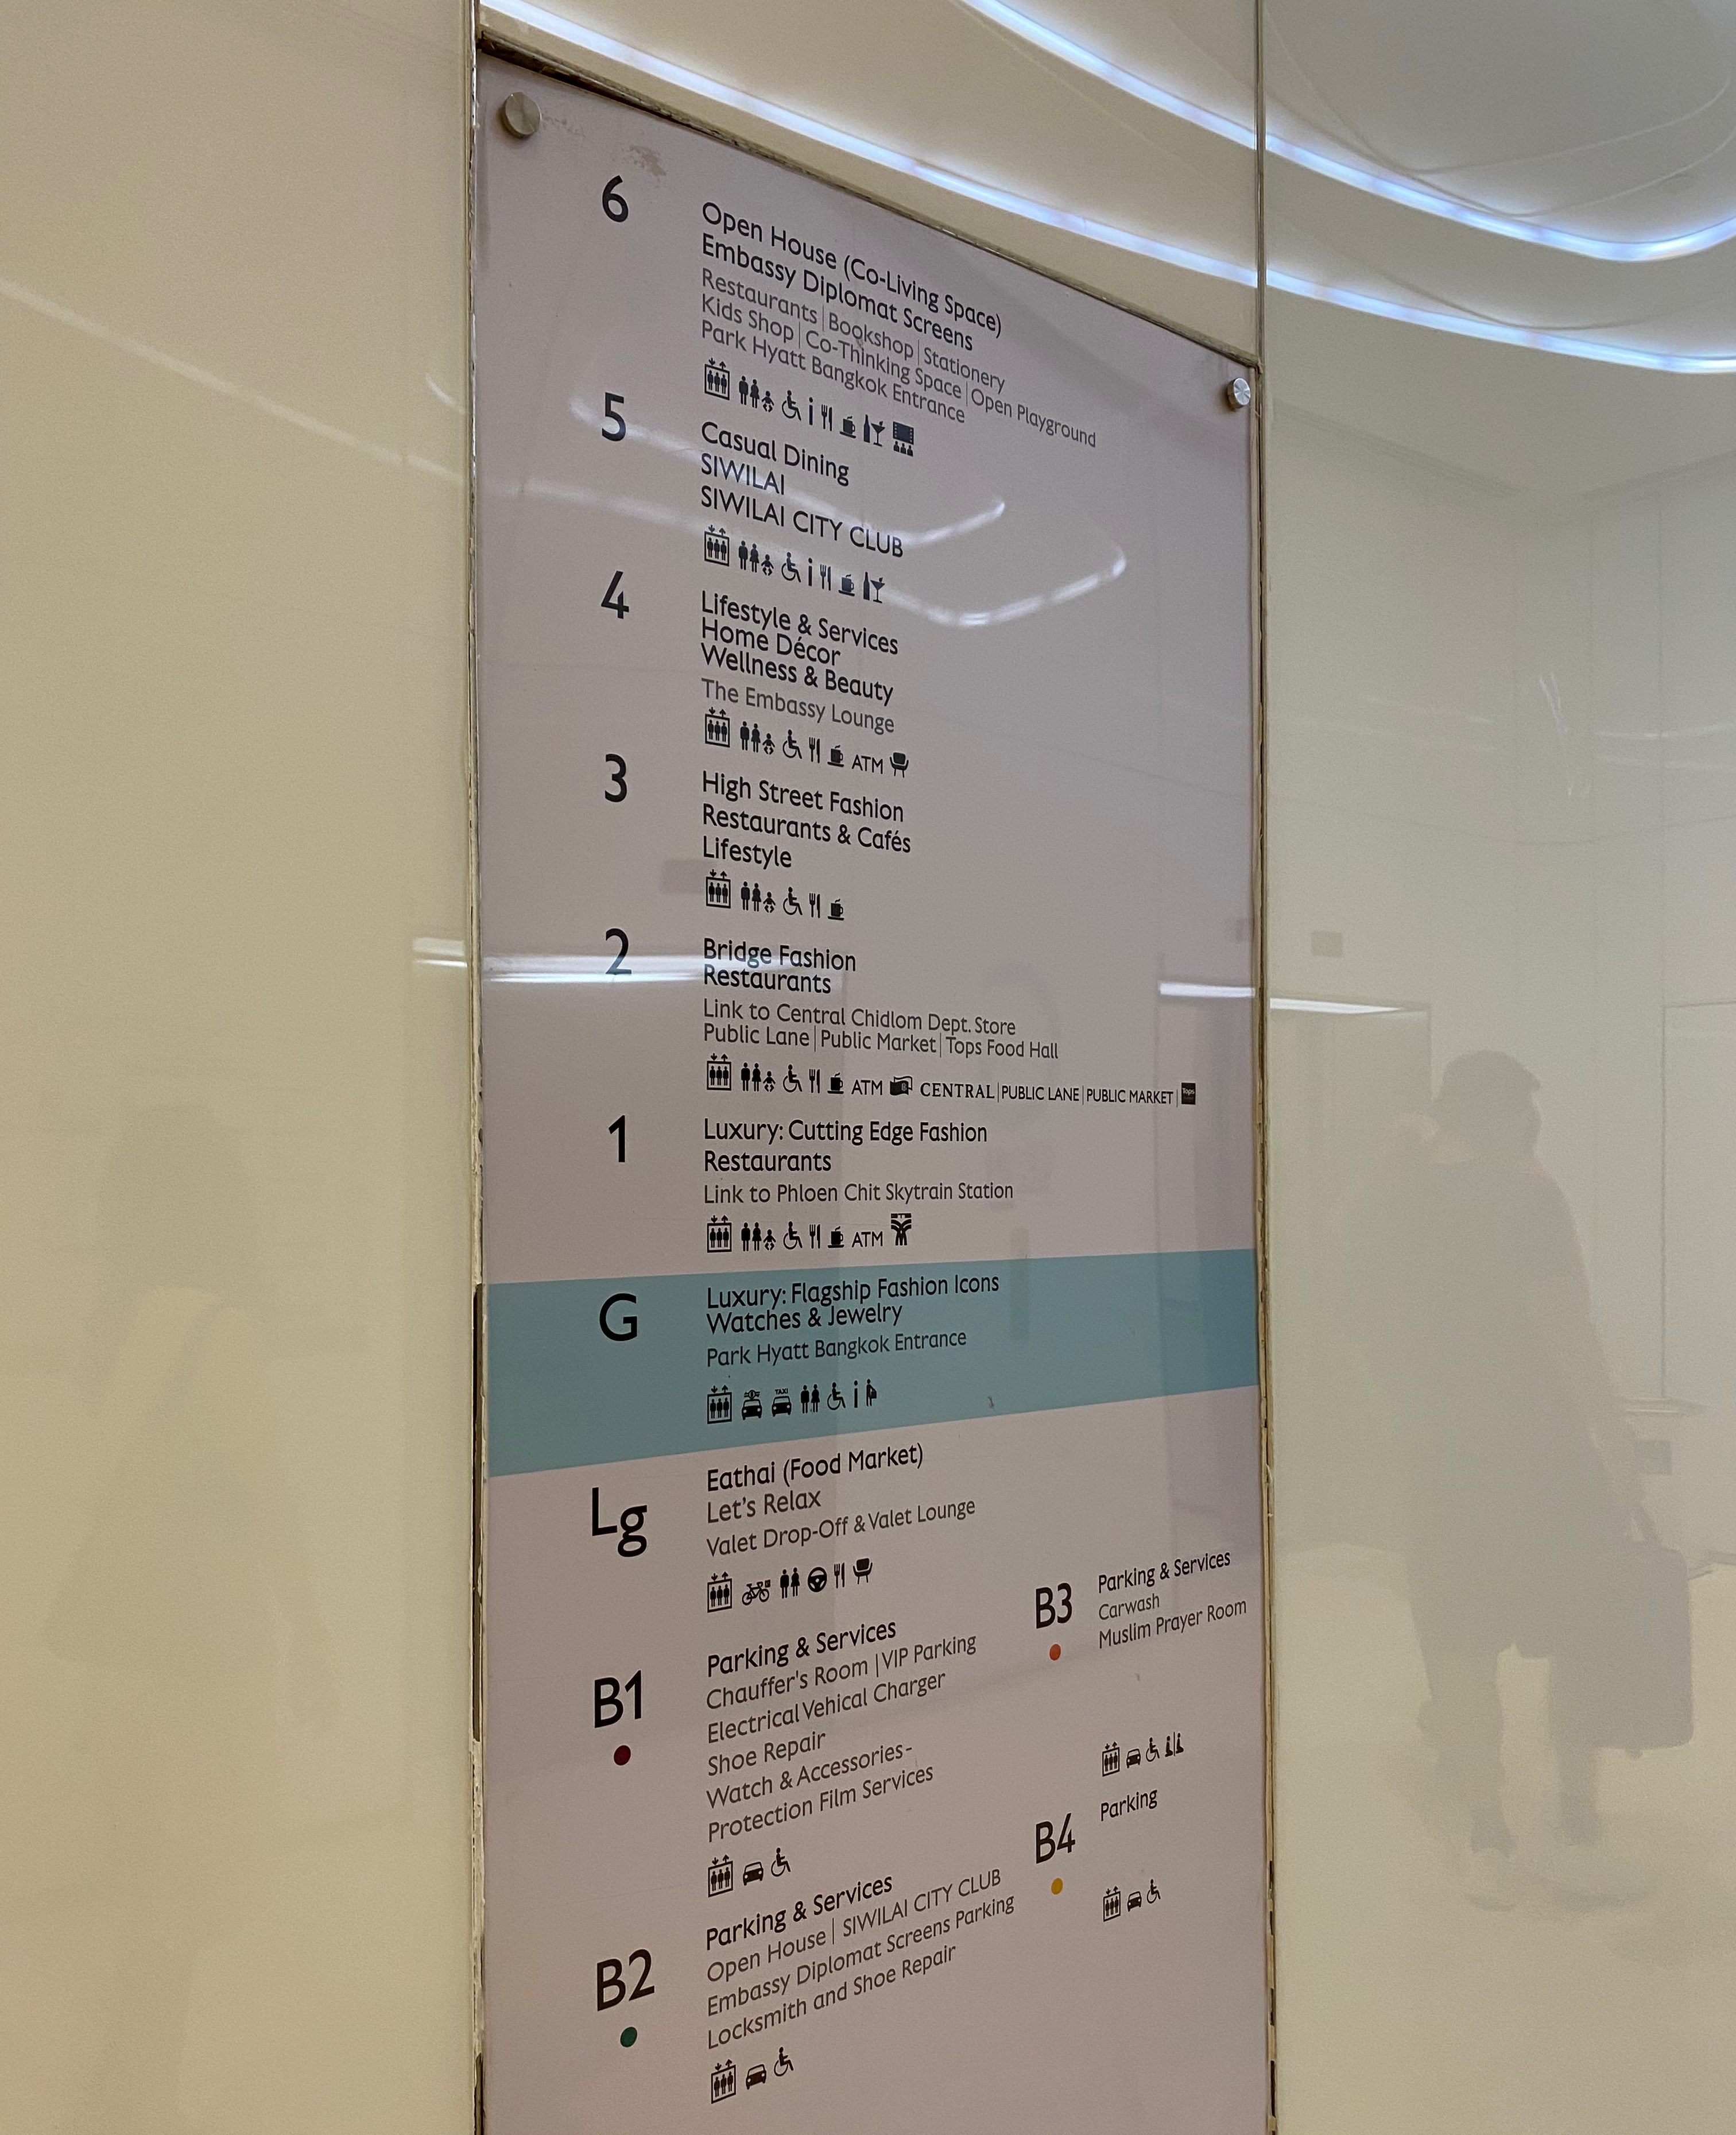 6
Open House (Co-Living Space)
Embassy Diplomat Screens
Restaurants | Bookshop | Stationery
Kids Shop | Co-Thinking Space | Open Playground
Park Hyatt Bangkok Entrance
5
Casual Dining
SIWILAI
SIWILAI CITY CLUB
4
Lifestyle & Services
Home Décor
Wellness & Beauty
The Embassy Lounge
ATM
3
High Street Fashion
Restaurants & Cafés
Lifestyle
2
Bridge Fashion
Restaurants
Link to Central Chidlom Dept. Store
Public Lane | Public Market | Tops Food Hall
ATM CENTRAL | PUBLIC LANE | PUBLIC MARKET | Tops
1
Luxury: Cutting Edge Fashion
Restaurants
Link to Phloen Chit Skytrain Station
ATM
G
Luxury: Flagship Fashion Icons
Watches & Jewelry
Park Hyatt Bangkok Entrance
TAXI
Lg
Eathai (Food Market)
Let's Relax
Valet Drop-Off & Valet Lounge
B1
Parking & Services
Chauffer's Room | VIP Parking
Electrical Vehical Charger
Shoe Repair
Watch & Accessories-
Protection Film Services
B2
Parking & Services
Open House | SIWILAI CITY CLUB
Embassy Diplomat Screens Parking
Locksmith and Shoe Repair
B3
Parking & Services
Carwash
Muslim Prayer Room
B4
Parking